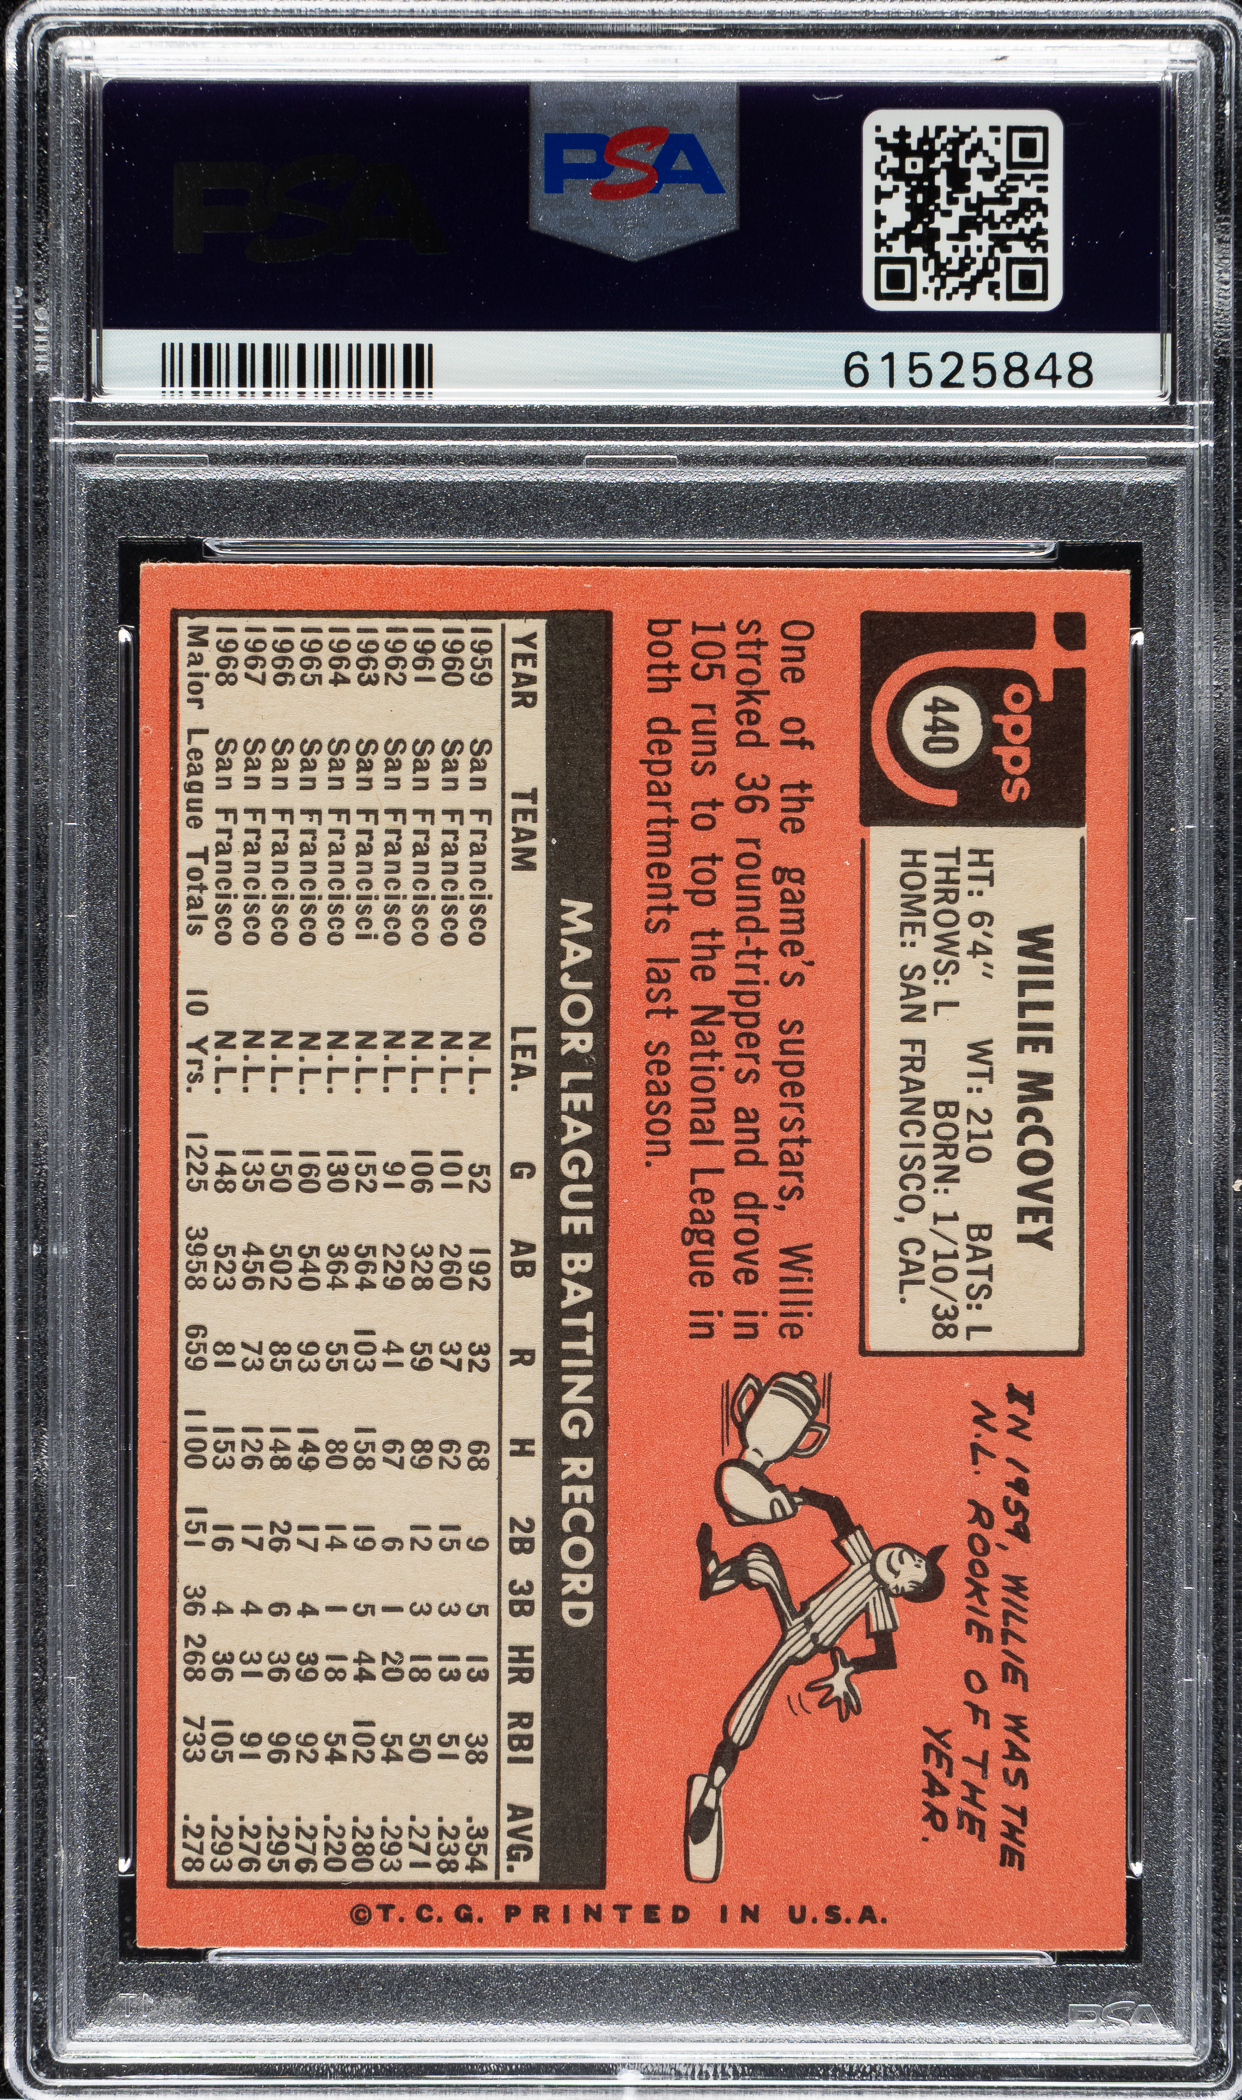 PSA
PSA
61525848
Topps
440
WILLIE McCOVEY
HT: 6'4" WT: 210 BATS: L
THROWS: L BORN: 1/10/38
HOME: SAN FRANCISCO, CAL.
IN 1959, WILLIE WAS THE
N.L. ROOKIE OF THE
YEAR.
One of the game's superstars, Willie
stroked 36 round-trippers and drove in
105 runs to top the National League in
both departments last season.
MAJOR LEAGUE BATTING RECORD
YEAR TEAM LEA. G AB R H 2B 3B HR RBI AVG.
1959 San Francisco N.L. 52 192 32 68 9 5 13 38 .354
1960 San Francisco N.L. 101 260 37 62 15 3 13 51 .238
1961 San Francisco N.L. 106 328 59 89 12 3 18 50 .271
1962 San Francisco N.L. 91 229 41 67 6 1 20 54 .293
1963 San Francisci N.L. 152 564 103 158 19 5 44 102 .280
1964 San Francisco N.L. 130 364 55 80 14 1 18 54 .220
1965 San Francisco N.L. 160 540 93 149 17 4 39 92 .276
1966 San Francisco N.L. 150 502 85 148 26 6 36 96 .295
1967 San Francisco N.L. 135 456 73 126 17 4 31 91 .276
1968 San Francisco N.L. 148 523 81 153 16 4 36 105 .293
Major League Totals 10 Yrs. 1225 3958 659 1100 151 36 268 733 .278
©T.C.G. PRINTED IN U.S.A.
PSA